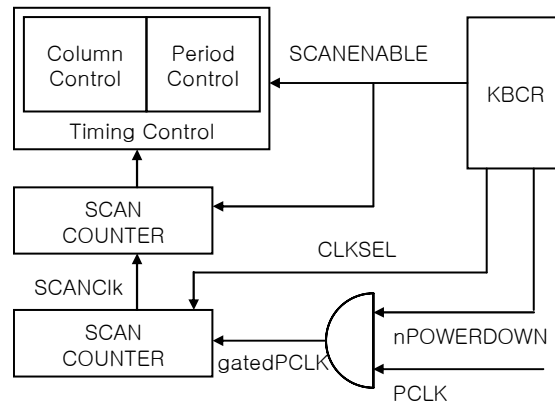 Column Control
Period Control
Timing Control
SCANENABLE
KBCR
SCAN COUNTER
CLKSEL
SCANClk
SCAN COUNTER
gatedPCLK
nPOWERDOWN
PCLK